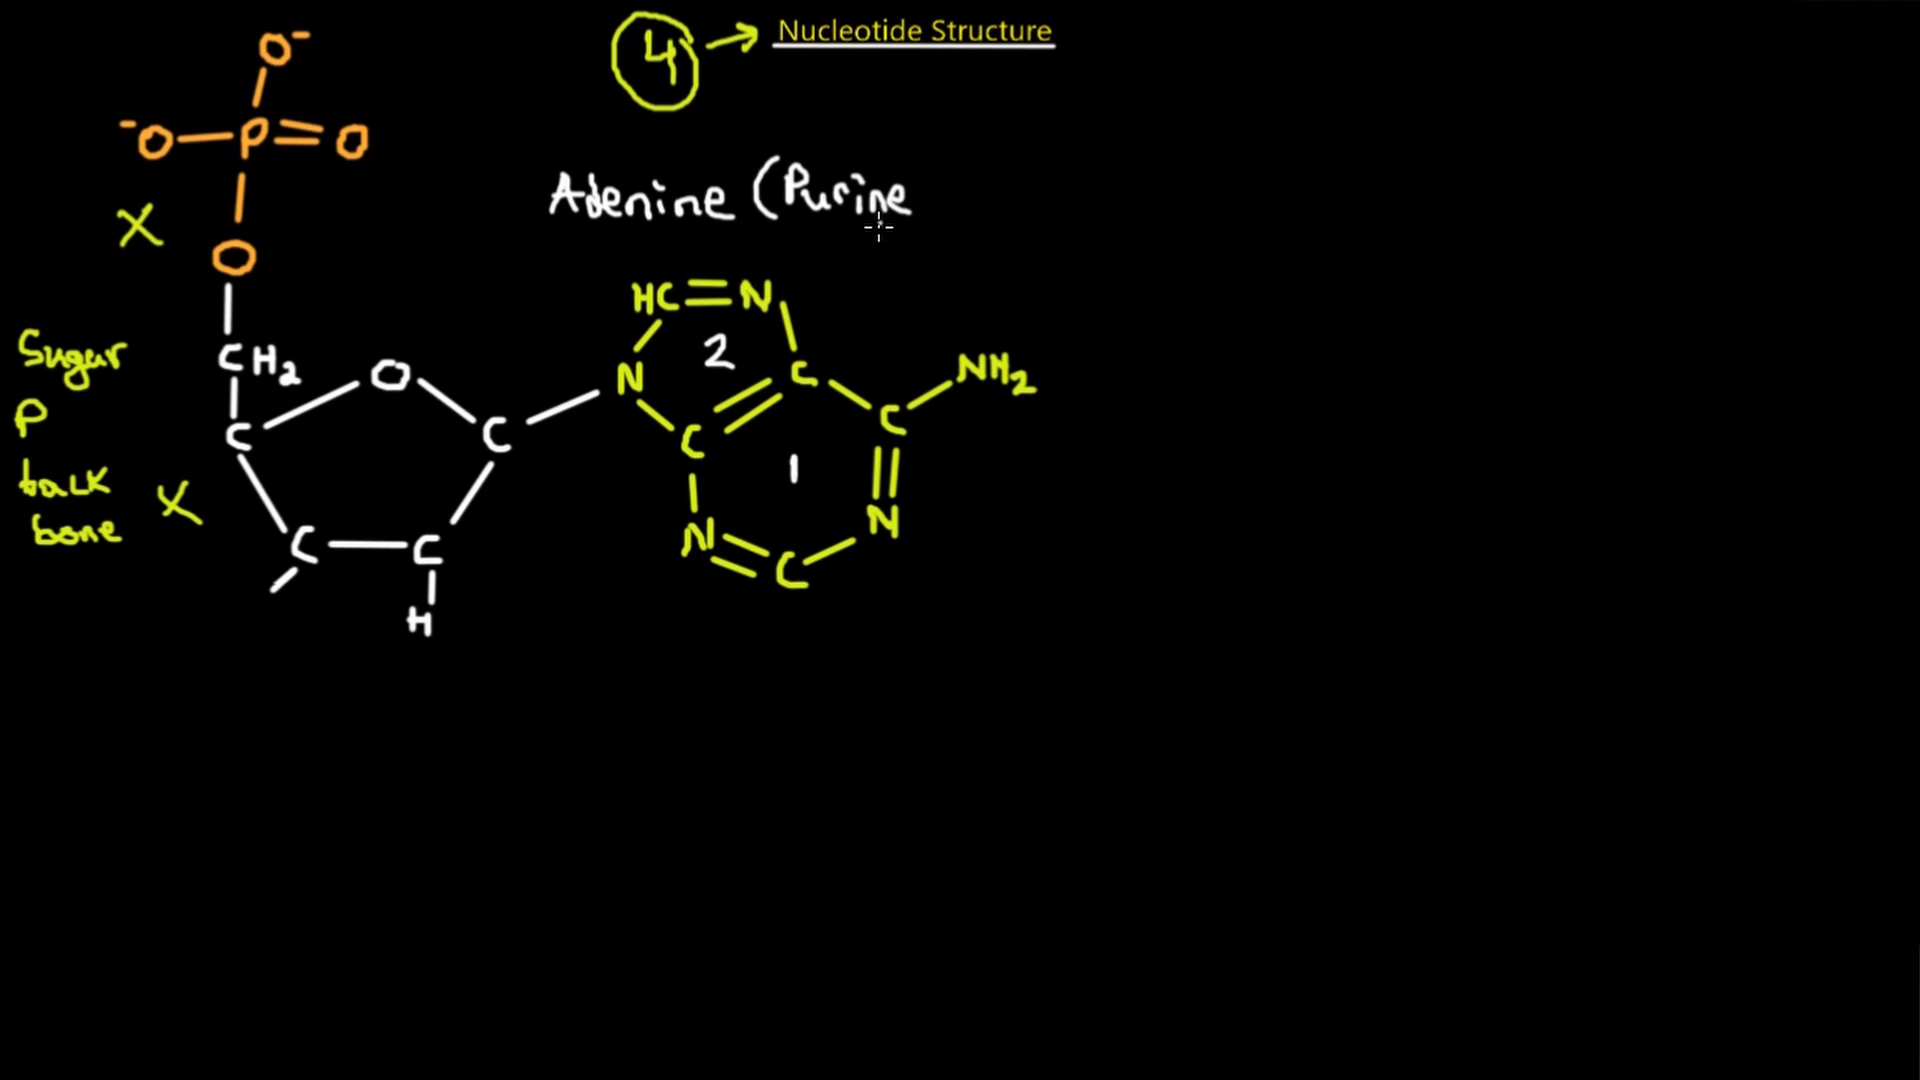 4 → Nucleotide Structure
O⁻
⁻O P O
Adenine (Purine
X
O
HC N
2
Sugar
CH₂ O N C NH₂
P
C C C C
1
back
X
bone
C C N C N
H